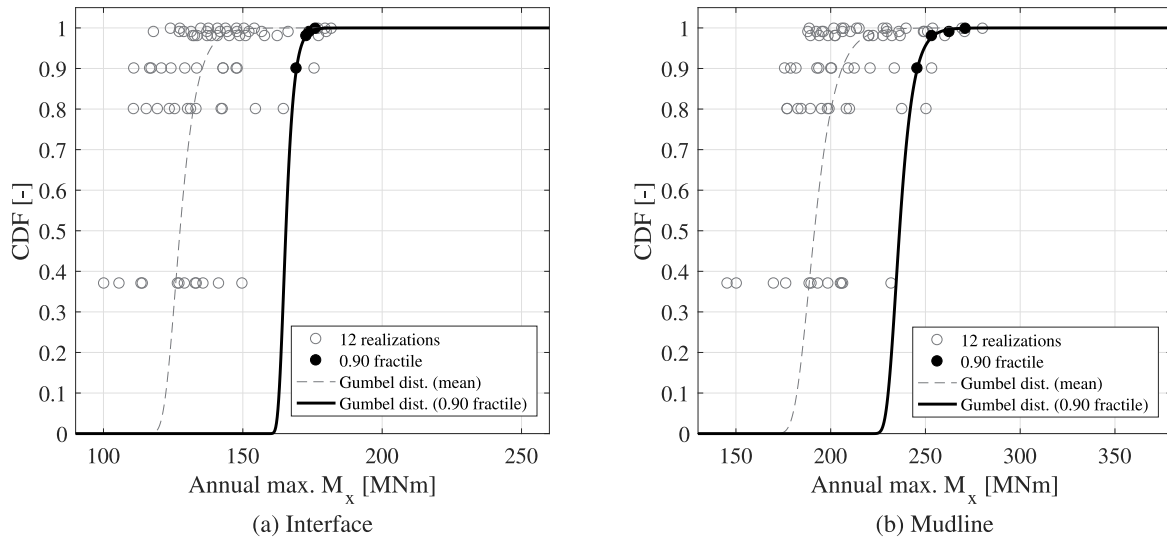 1
0.9
0.8
0.7
0.6
0.5
0.4
0.3
0.2
0.1
0
CDF [-]
12 realizations
0.90 fractile
Gumbel dist. (mean)
Gumbel dist. (0.90 fractile)
100 150 200 250
Annual max. M_x [MNm]
(a) Interface
1
0.9
0.8
0.7
0.6
0.5
0.4
0.3
0.2
0.1
0
CDF [-]
12 realizations
0.90 fractile
Gumbel dist. (mean)
Gumbel dist. (0.90 fractile)
150 200 250 300 350
Annual max. M_x [MNm]
(b) Mudline